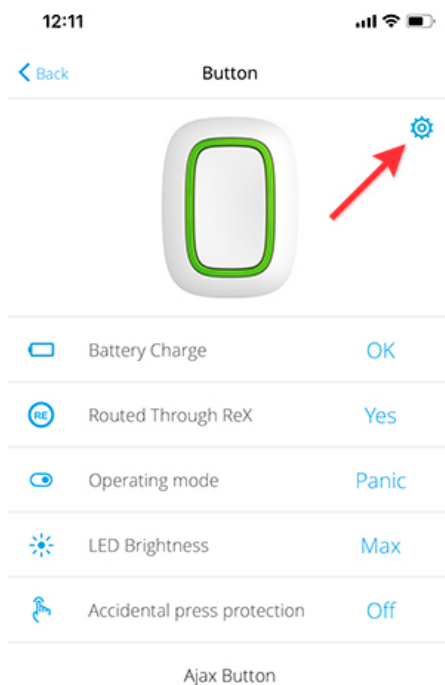 12:11
Back
Button
Battery Charge
OK
RE
Routed Through ReX
Yes
Operating mode
Panic
LED Brightness
Max
Accidental press protection
Off
Ajax Button